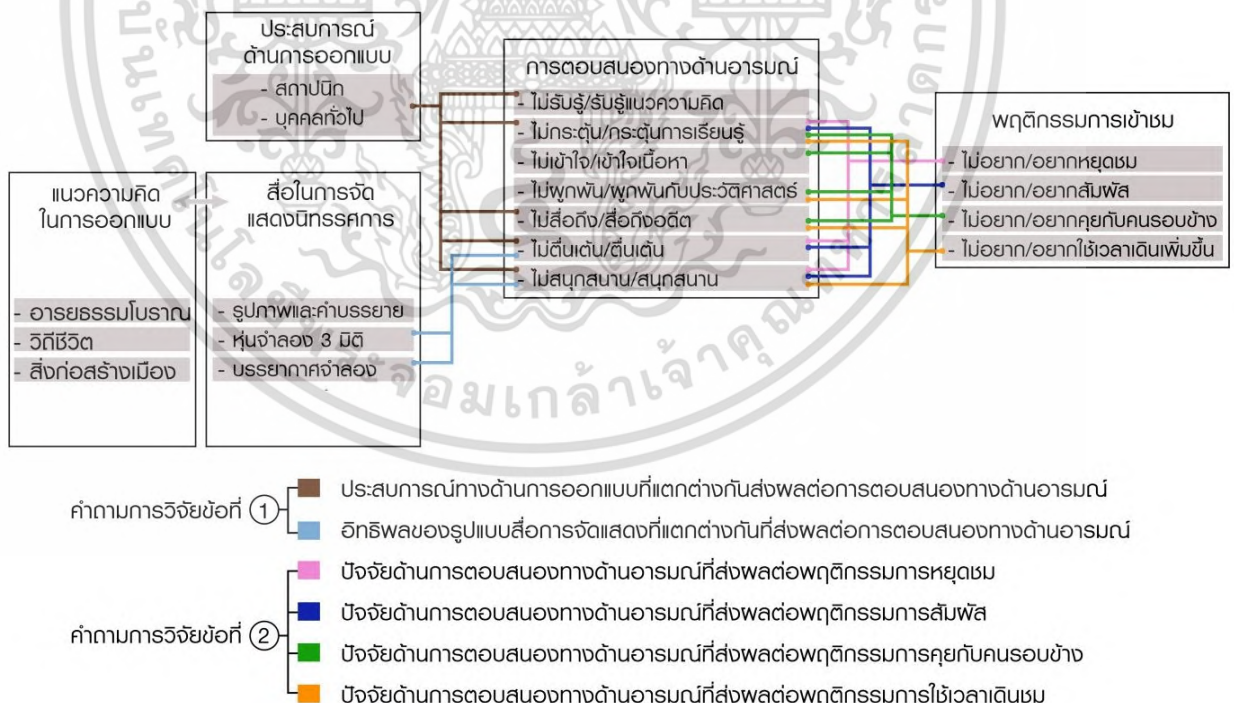 ประสบการณ์
ด้านการออกแบบ
- สถาปนิก
- บุคคลทั่วไป
แนวความคิด
ในการออกแบบ
- อารยธรรมโบราณ
- วิถีชีวิต
- สิ่งก่อสร้างเมือง
สื่อในการจัด
แสดงนิทรรศการ
- รูปภาพและคำบรรยาย
- หุ่นจำลอง 3 มิติ
- บรรยากาศจำลอง
การตอบสนองทางด้านอารมณ์
- ไม่รับรู้/รับรู้แนวความคิด
- ไม่กระตุ้น/กระตุ้นการเรียนรู้
- ไม่เข้าใจ/เข้าใจเนื้อหา
- ไม่ผูกพัน/ผูกพันกับประวัติศาสตร์
- ไม่สื่อถึง/สื่อถึงอดีต
- ไม่ตื่นเต้น/ตื่นเต้น
- ไม่สนุกสนาน/สนุกสนาน
พฤติกรรมการเข้าชม
- ไม่อยาก/อยากหยุดชม
- ไม่อยาก/อยากสัมผัส
- ไม่อยาก/อยากคุยกับคนรอบข้าง
- ไม่อยาก/อยากใช้เวลาเดินเพิ่มขึ้น
คำถามการวิจัยข้อที่ 1
ประสบการณ์ทางด้านการออกแบบที่แตกต่างกันส่งผลต่อการตอบสนองทางด้านอารมณ์
อิทธิพลของรูปแบบสื่อการจัดแสดงที่แตกต่างกันที่ส่งผลต่อการตอบสนองทางด้านอารมณ์
คำถามการวิจัยข้อที่ 2
ปัจจัยด้านการตอบสนองทางด้านอารมณ์ที่ส่งผลต่อพฤติกรรมการหยุดชม
ปัจจัยด้านการตอบสนองทางด้านอารมณ์ที่ส่งผลต่อพฤติกรรมการสัมผัส
ปัจจัยด้านการตอบสนองทางด้านอารมณ์ที่ส่งผลต่อพฤติกรรมการคุยกับคนรอบข้าง
ปัจจัยด้านการตอบสนองทางด้านอารมณ์ที่ส่งผลต่อพฤติกรรมการใช้เวลาเดินชม